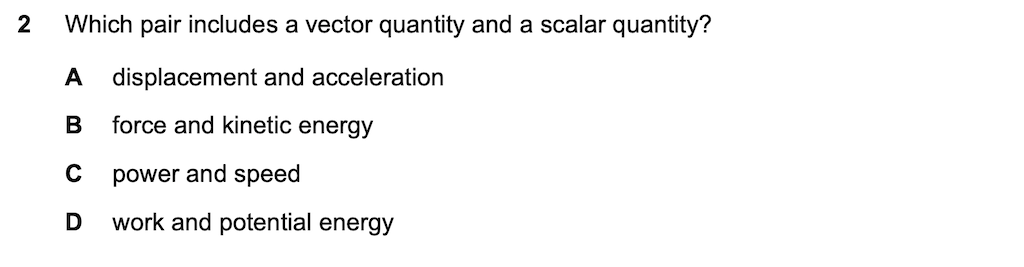 2 Which pair includes a vector quantity and a scalar quantity?
A displacement and acceleration
B force and kinetic energy
C power and speed
D work and potential energy